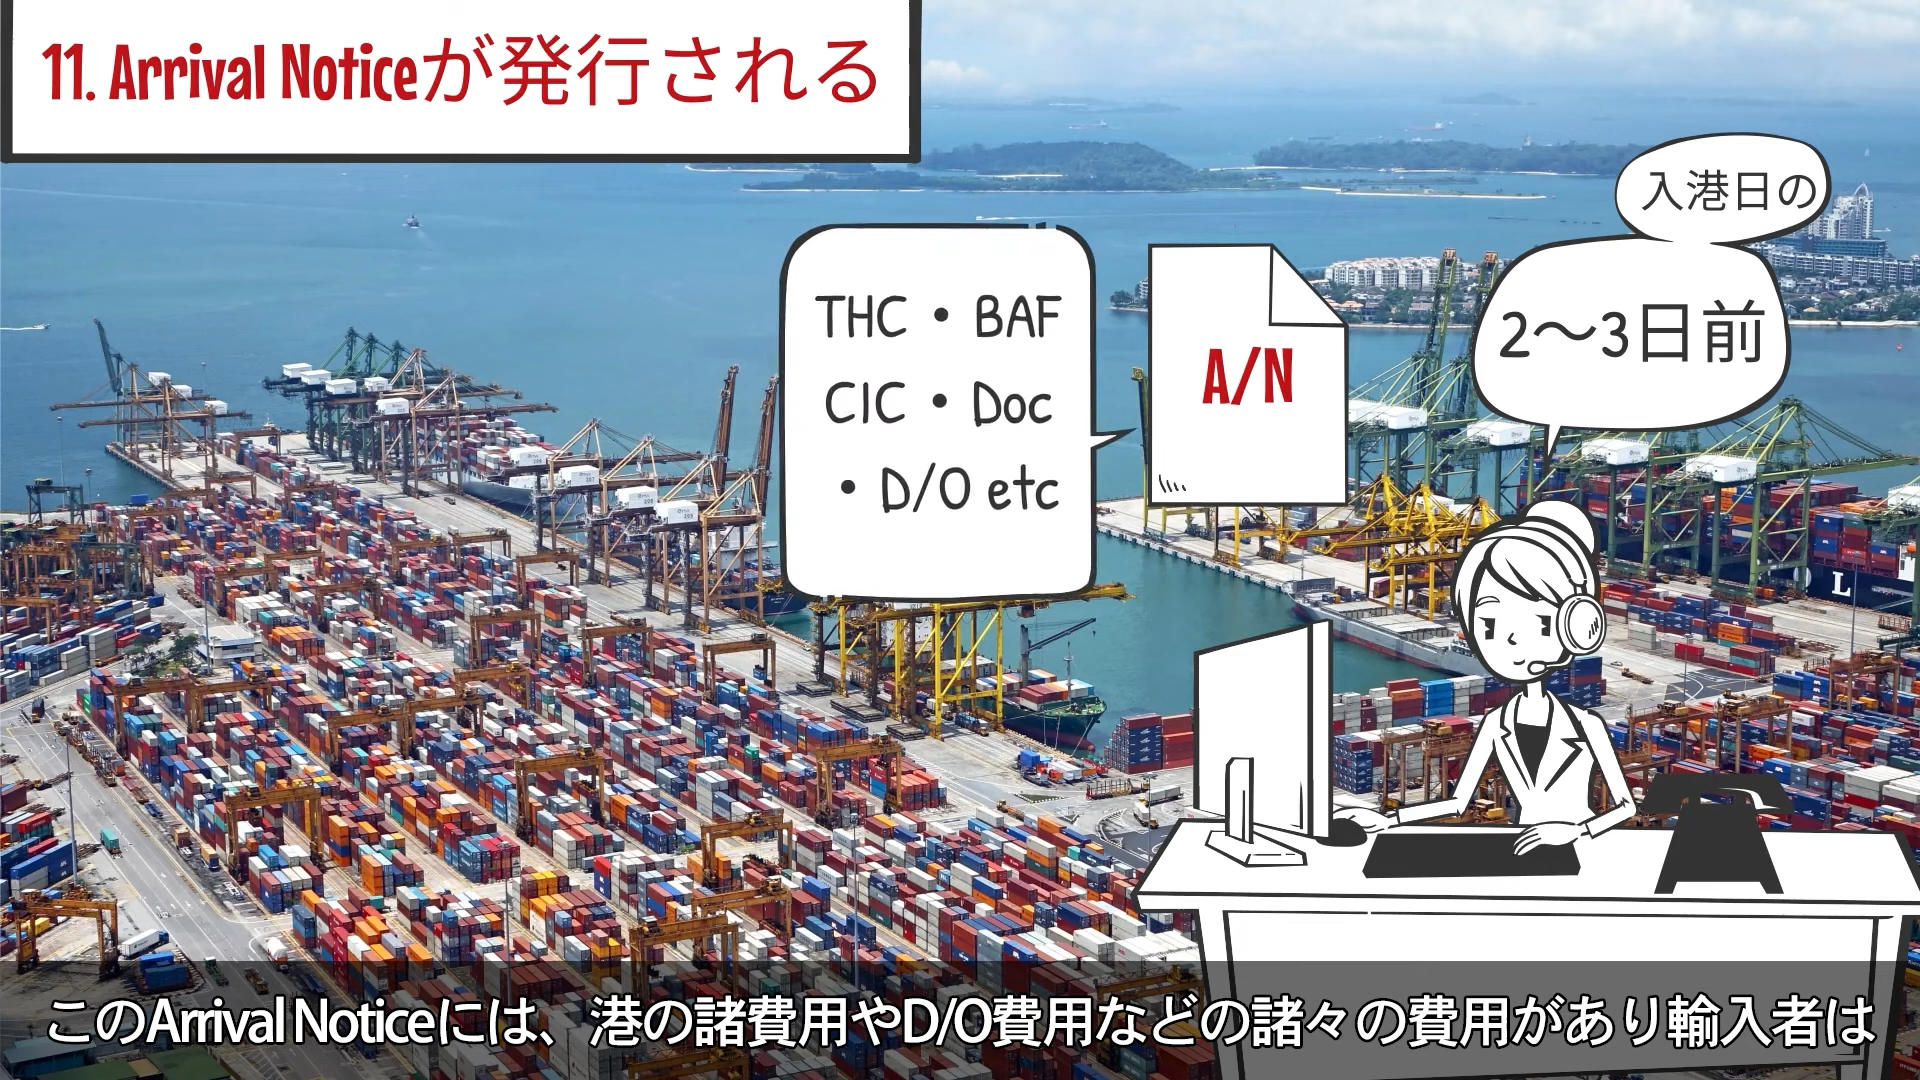 11. Arrival Noticeが発行される
入港日の
2〜3日前
THC・BAF
CIC・Doc
・D/O etc
A/N
L
このArrival Noticeには、港の諸費用やD/O費用などの諸々の費用があり輸入者は